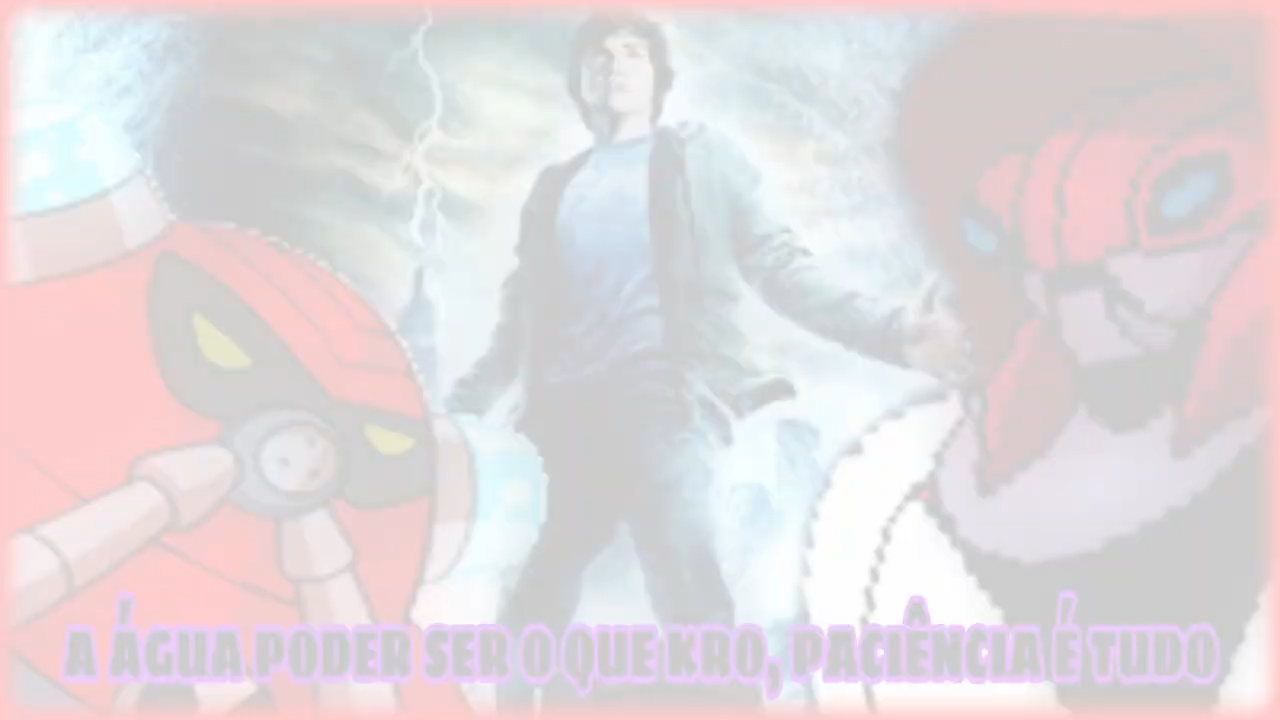 A ÁGUA PODER SER O QUE KRO, PACIÊNCIA É TUDO